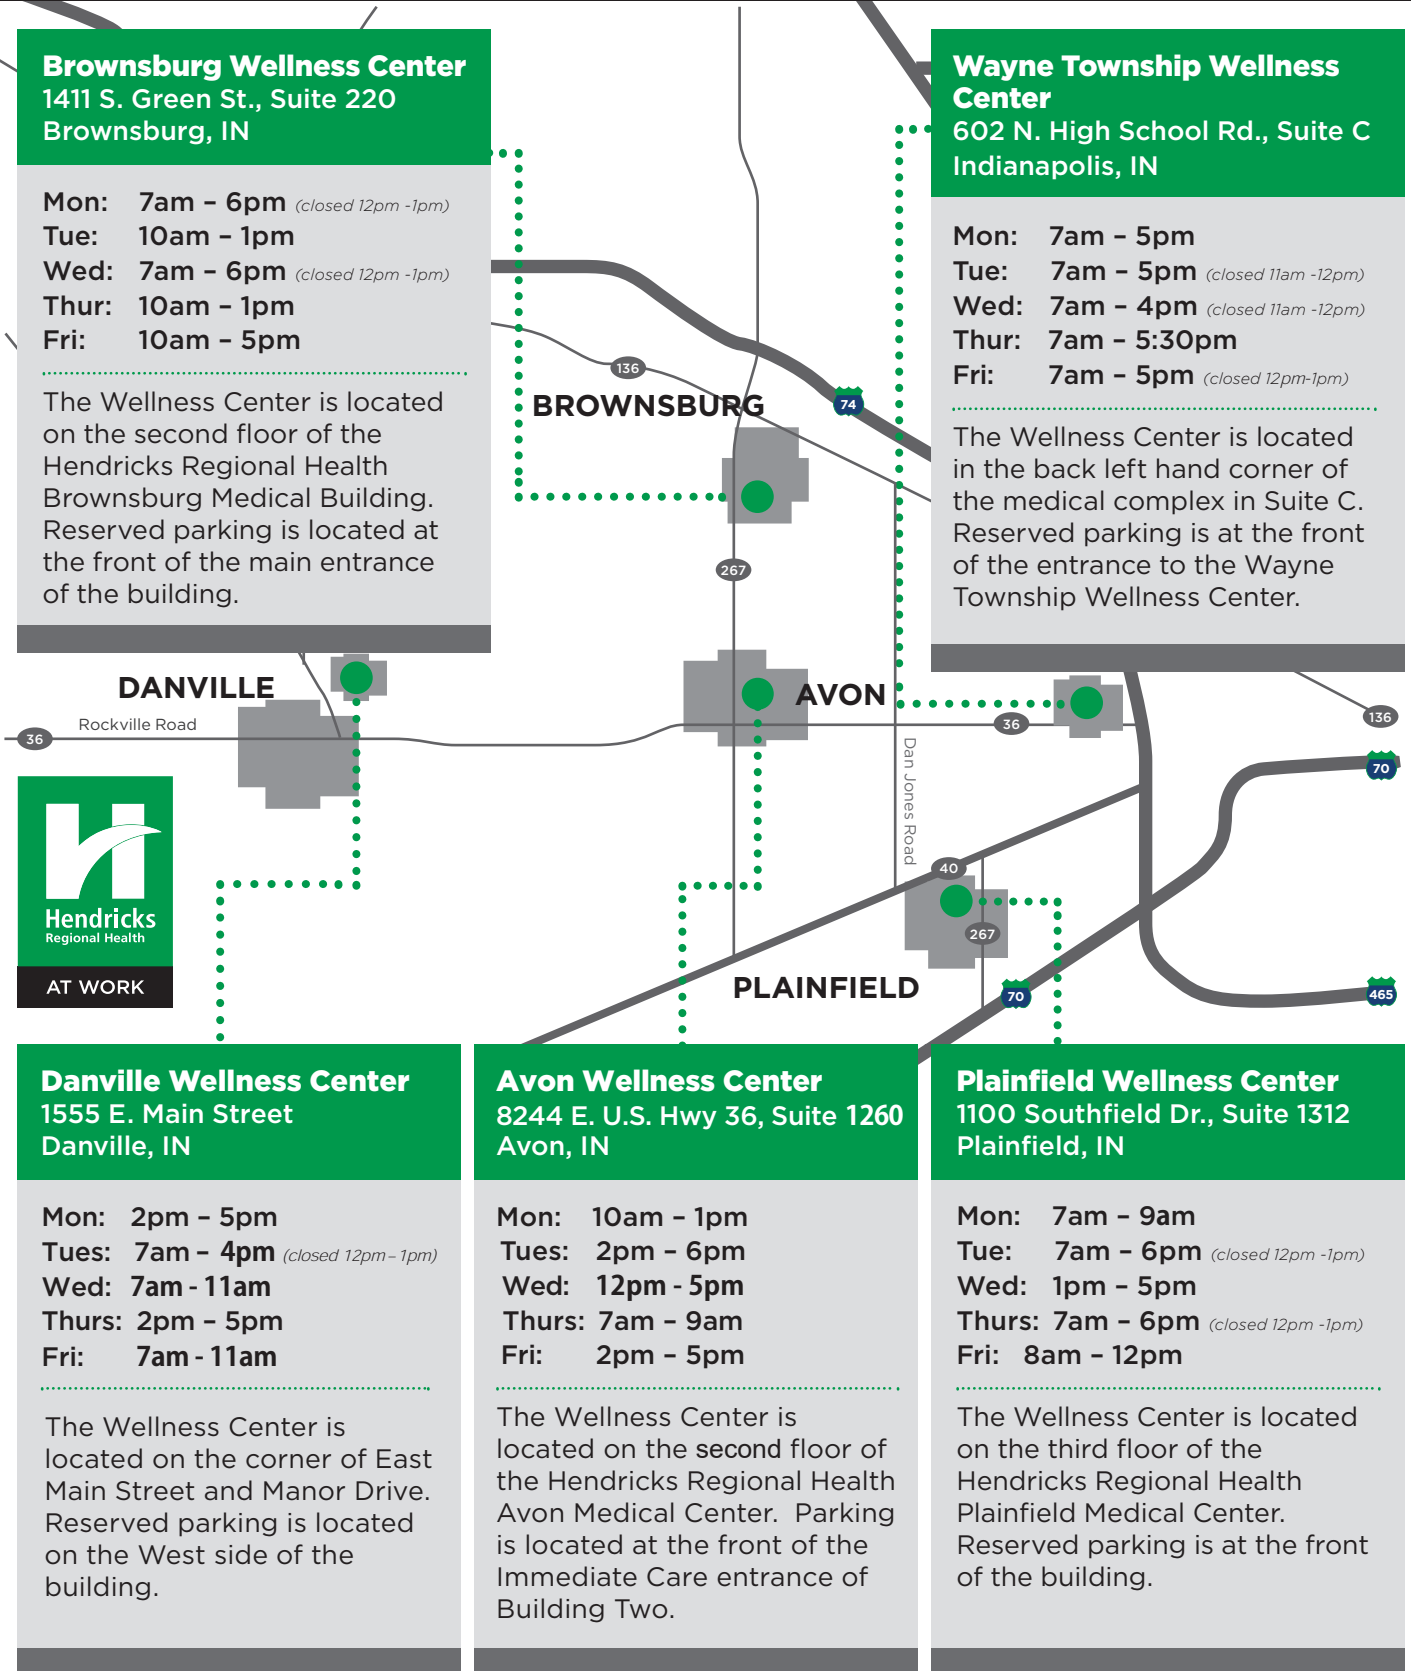 Brownsburg Wellness Center
1411 S. Green St., Suite 220
Brownsburg, IN
Mon: 7am – 6pm (closed 12pm -1pm)
Tue: 10am – 1pm
Wed: 7am – 6pm (closed 12pm -1pm)
Thur: 10am – 1pm
Fri: 10am – 5pm
The Wellness Center is located
on the second floor of the
Hendricks Regional Health
Brownsburg Medical Building.
Reserved parking is located at
the front of the main entrance
of the building.
Wayne Township Wellness
Center
602 N. High School Rd., Suite C
Indianapolis, IN
Mon: 7am – 5pm
Tue: 7am – 5pm (closed 11am -12pm)
Wed: 7am – 4pm (closed 11am -12pm)
Thur: 7am – 5:30pm
Fri: 7am – 5pm (closed 12pm-1pm)
The Wellness Center is located
in the back left hand corner of
the medical complex in Suite C.
Reserved parking is at the front
of the entrance to the Wayne
Township Wellness Center.
136
BROWNSBURG
74
267
DANVILLE
AVON
Rockville Road
36
36
136
Dan Jones Road
70
40
267
PLAINFIELD
70
465
Hendricks
Regional Health
AT WORK
Danville Wellness Center
1555 E. Main Street
Danville, IN
Mon: 2pm – 5pm
Tues: 7am – 4pm (closed 12pm– 1pm)
Wed: 7am - 11am
Thurs: 2pm – 5pm
Fri: 7am - 11am
The Wellness Center is
located on the corner of East
Main Street and Manor Drive.
Reserved parking is located
on the West side of the
building.
Avon Wellness Center
8244 E. U.S. Hwy 36, Suite 1260
Avon, IN
Mon: 10am – 1pm
Tues: 2pm – 6pm
Wed: 12pm - 5pm
Thurs: 7am – 9am
Fri: 2pm – 5pm
The Wellness Center is
located on the second floor of
the Hendricks Regional Health
Avon Medical Center. Parking
is located at the front of the
Immediate Care entrance of
Building Two.
Plainfield Wellness Center
1100 Southfield Dr., Suite 1312
Plainfield, IN
Mon: 7am – 9am
Tue: 7am – 6pm (closed 12pm -1pm)
Wed: 1pm – 5pm
Thurs: 7am – 6pm (closed 12pm -1pm)
Fri: 8am – 12pm
The Wellness Center is located
on the third floor of the
Hendricks Regional Health
Plainfield Medical Center.
Reserved parking is at the front
of the building.